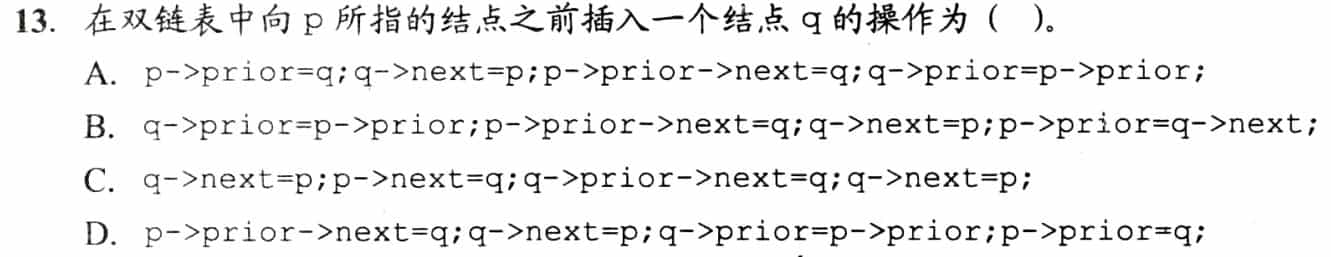 13. 在双链表中向 p 所指的结点之前插入一个结点 q 的操作为（ ）。
A. p->prior=q;q->next=p;p->prior->next=q;q->prior=p->prior;
B. q->prior=p->prior;p->prior->next=q;q->next=p;p->prior=q->next;
C. q->next=p;p->next=q;q->prior->next=q;q->next=p;
D. p->prior->next=q;q->next=p;q->prior=p->prior;p->prior=q;